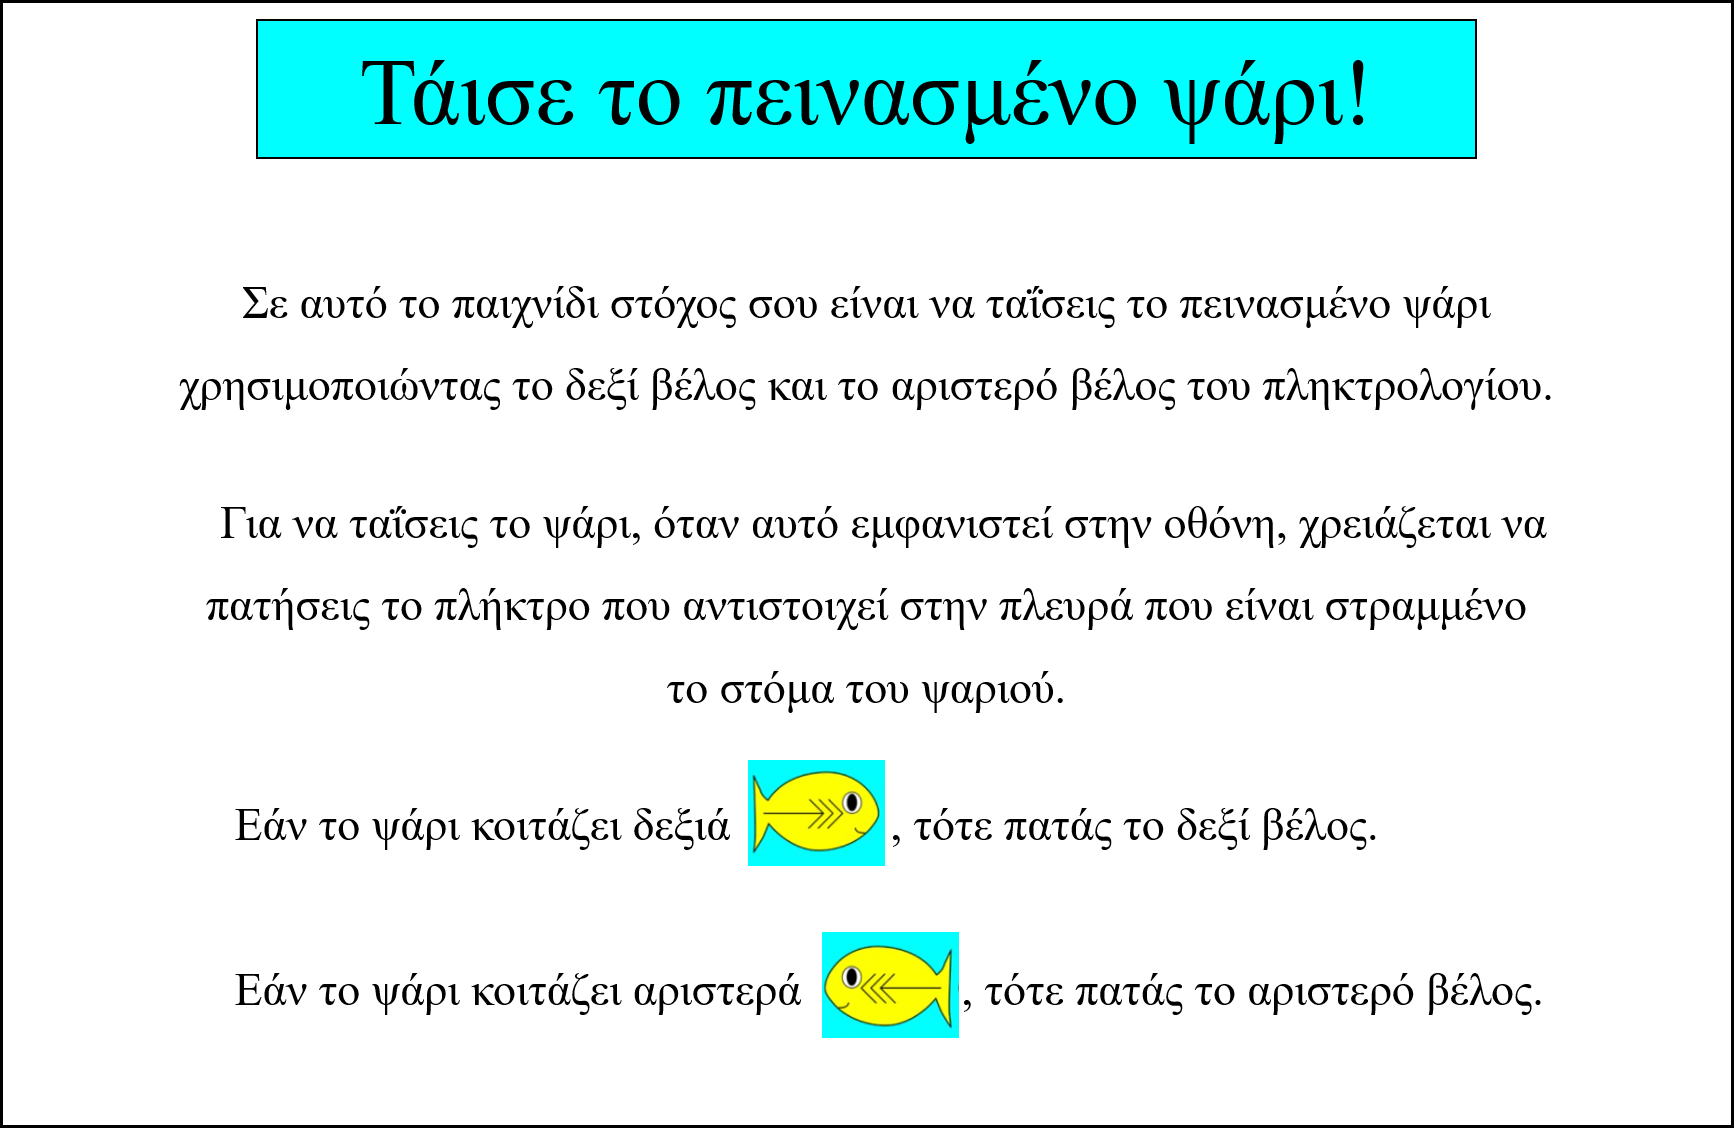 Τάισε το πεινασμένο ψάρι!
Σε αυτό το παιχνίδι στόχος σου είναι να ταΐσεις το πεινασμένο ψάρι
χρησιμοποιώντας το δεξί βέλος και το αριστερό βέλος του πληκτρολογίου.
Για να ταΐσεις το ψάρι, όταν αυτό εμφανιστεί στην οθόνη, χρειάζεται να
πατήσεις το πλήκτρο που αντιστοιχεί στην πλευρά που είναι στραμμένο
το στόμα του ψαριού.
Εάν το ψάρι κοιτάζει δεξιά , τότε πατάς το δεξί βέλος.
Εάν το ψάρι κοιτάζει αριστερά , τότε πατάς το αριστερό βέλος.